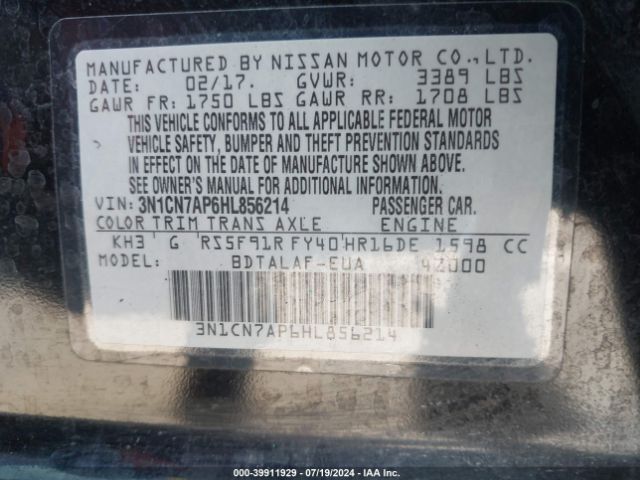 MANUFACTURED BY NISSAN MOTOR CO., LTD.
DATE: 02/17. GVWR: 3389 LBS
GAWR FR: 1750 LBS GAWR RR: 1708 LBS
THIS VEHICLE CONFORMS TO ALL APPLICABLE FEDERAL MOTOR
VEHICLE SAFETY, BUMPER AND THEFT PREVENTION STANDARDS
IN EFFECT ON THE DATE OF MANUFACTURE SHOWN ABOVE.
SEE OWNER'S MANUAL FOR ADDITIONAL INFORMATION.
VIN: 3N1CN7AP6HL856214 PASSENGER CAR.
COLOR TRIM TRANS AXLE ENGINE
KH3 G RS5F91R FY40 HR16DE 1598 CC
MODEL: BDTALAF-EUA 42000
3N1CN7AP6HL856214
000-39911929 - 07/19/2024 - IAA Inc.